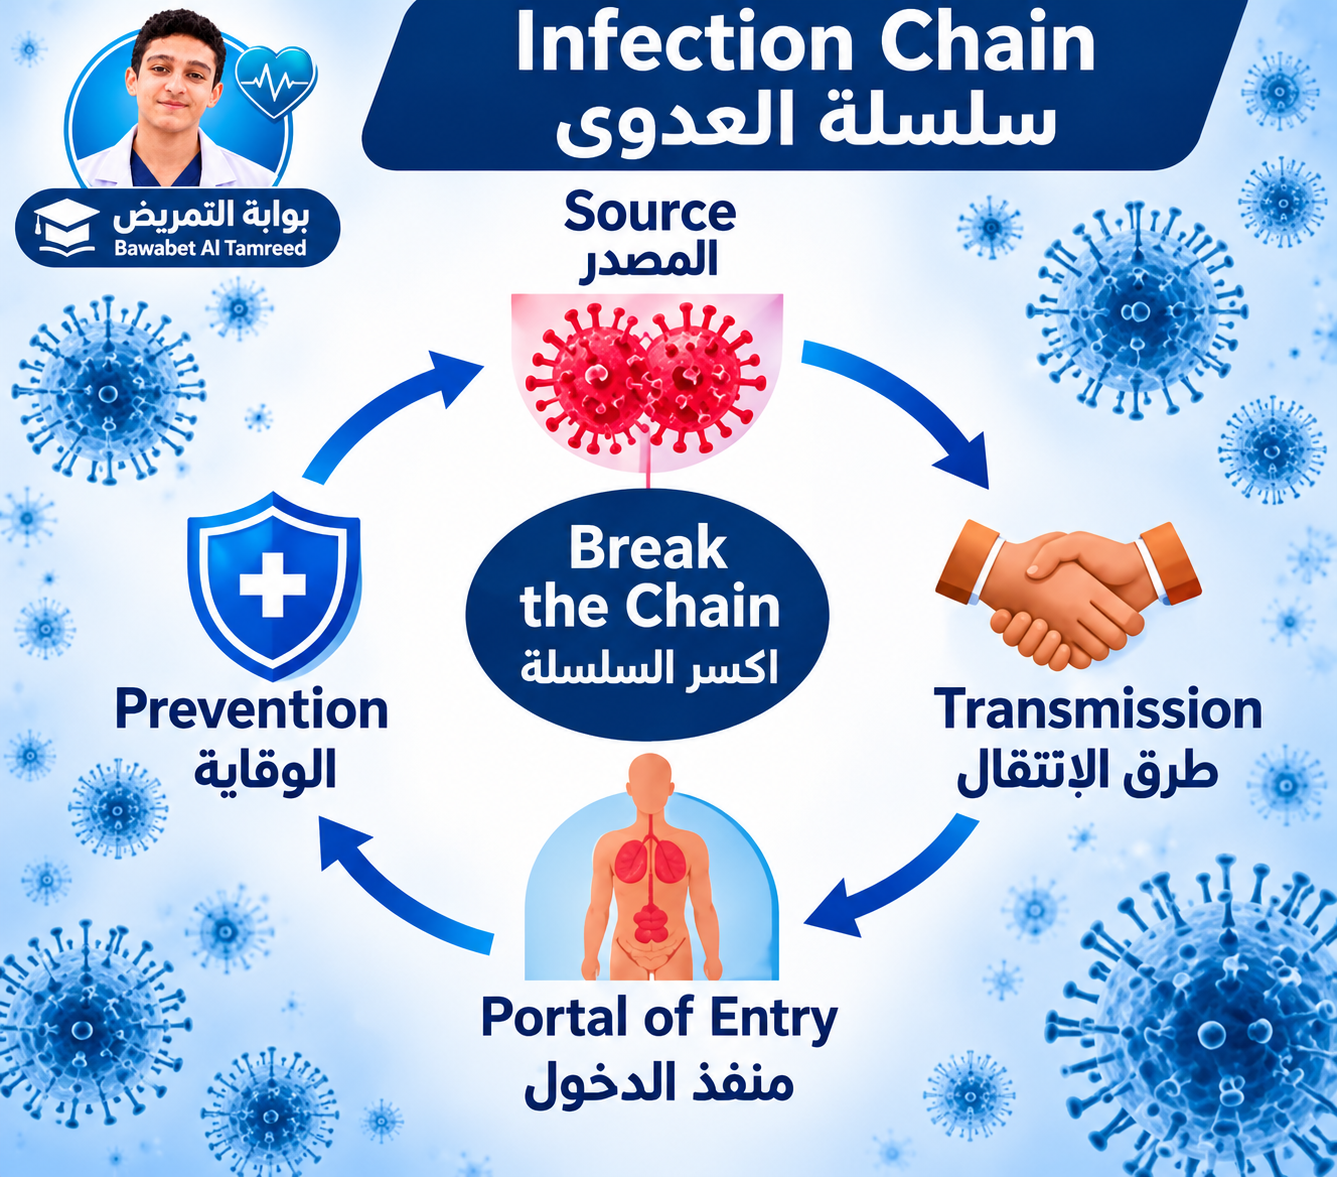 Infection Chain
سلسلة العدوى
بوابة التمريض
Bawabet Al Tamreed
Source
المصدر
Break
the Chain
اكسر السلسلة
Prevention
الوقاية
Transmission
طرق الإنتقال
Portal of Entry
منفذ الدخول